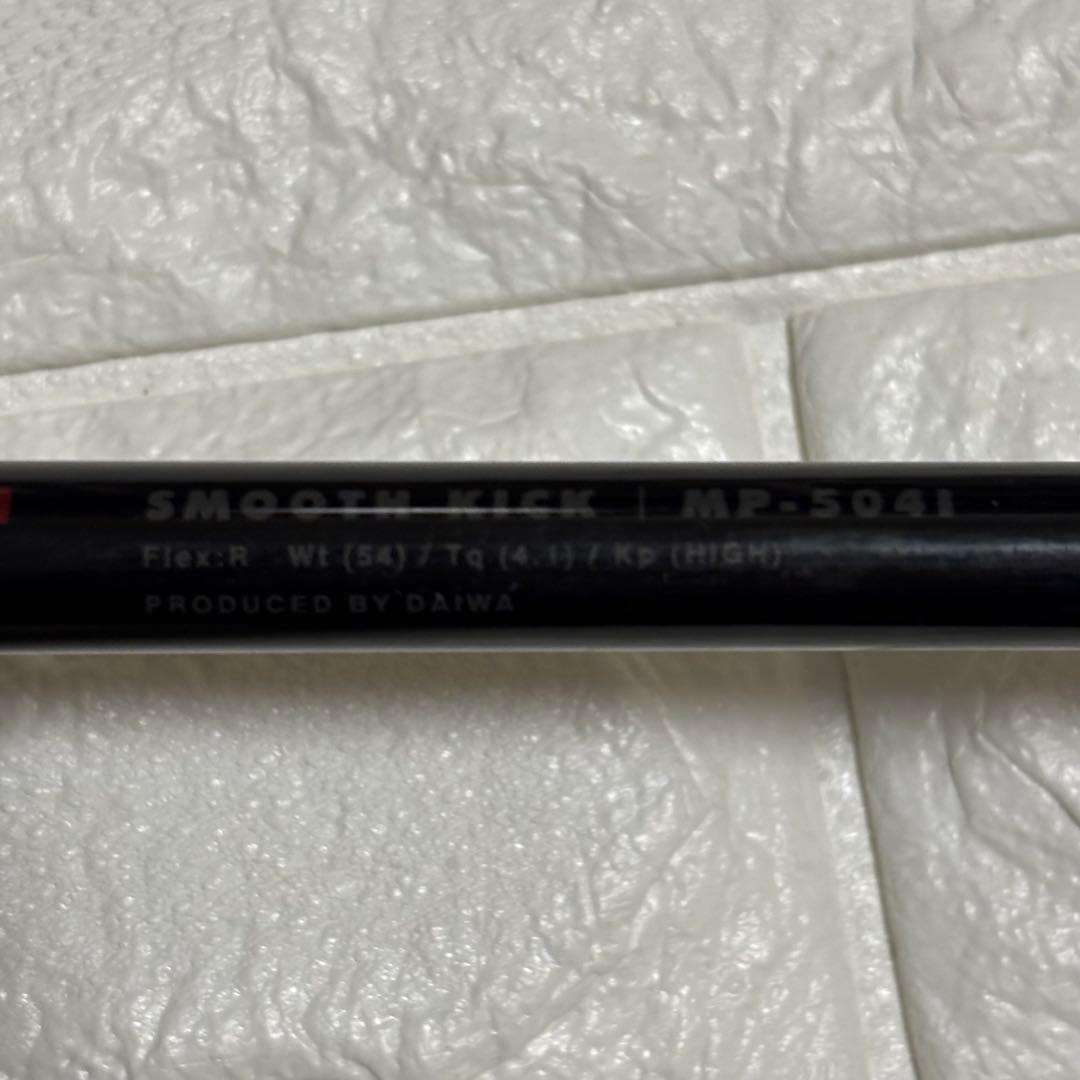 SMOOTH KICK | MP-504I
Flex:R Wt (54) / Tq (4.1) / Kp (HIGH)
PRODUCED BY DAIWA